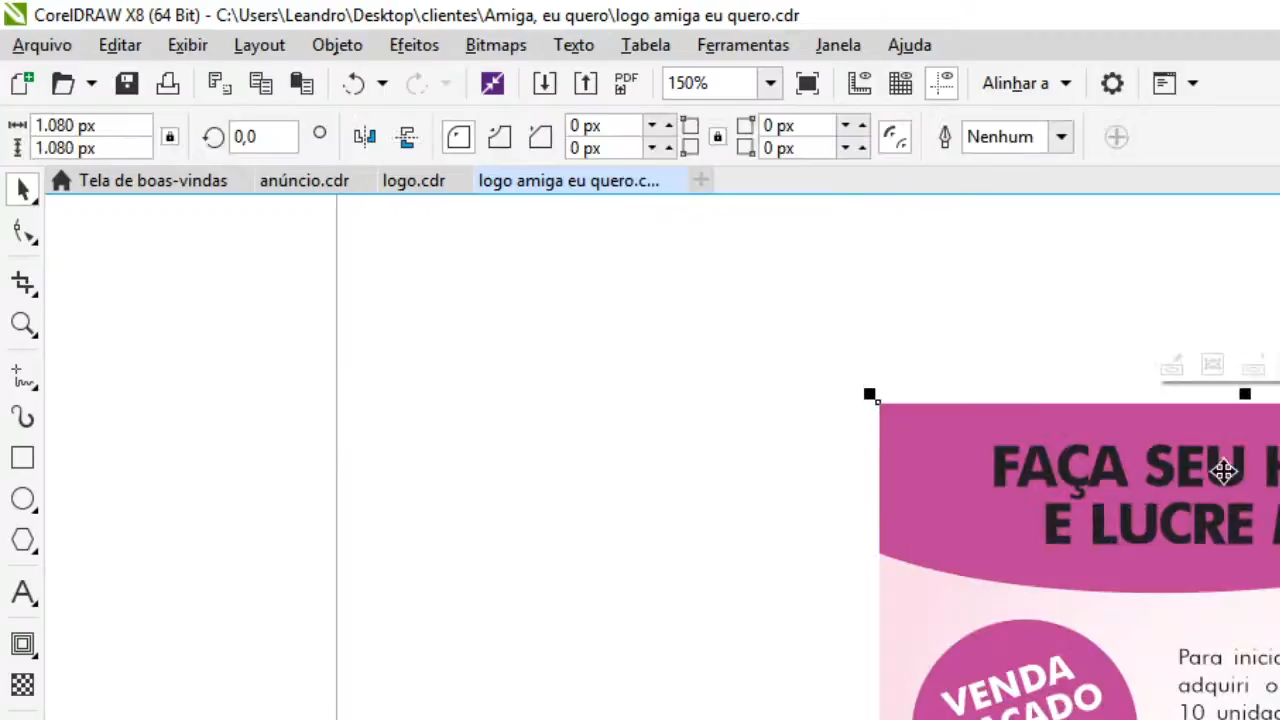 CorelDRAW X8 (64 Bit) - C:\Users\Leandro\Desktop\clientes\Amiga, eu quero\logo amiga eu quero.cdr
Arquivo Editar Exibir Layout Objeto Efeitos Bitmaps Texto Tabela Ferramentas Janela Ajuda
PDF 150% Alinhar a
1.080 px
1.080 px
0,0
0 px
0 px
0 px
0 px
Nenhum
Tela de boas-vindas anúncio.cdr logo.cdr logo amiga eu quero.c...
FAÇA SEU
E LUCRE
VENDA
Para
adquiri o
10